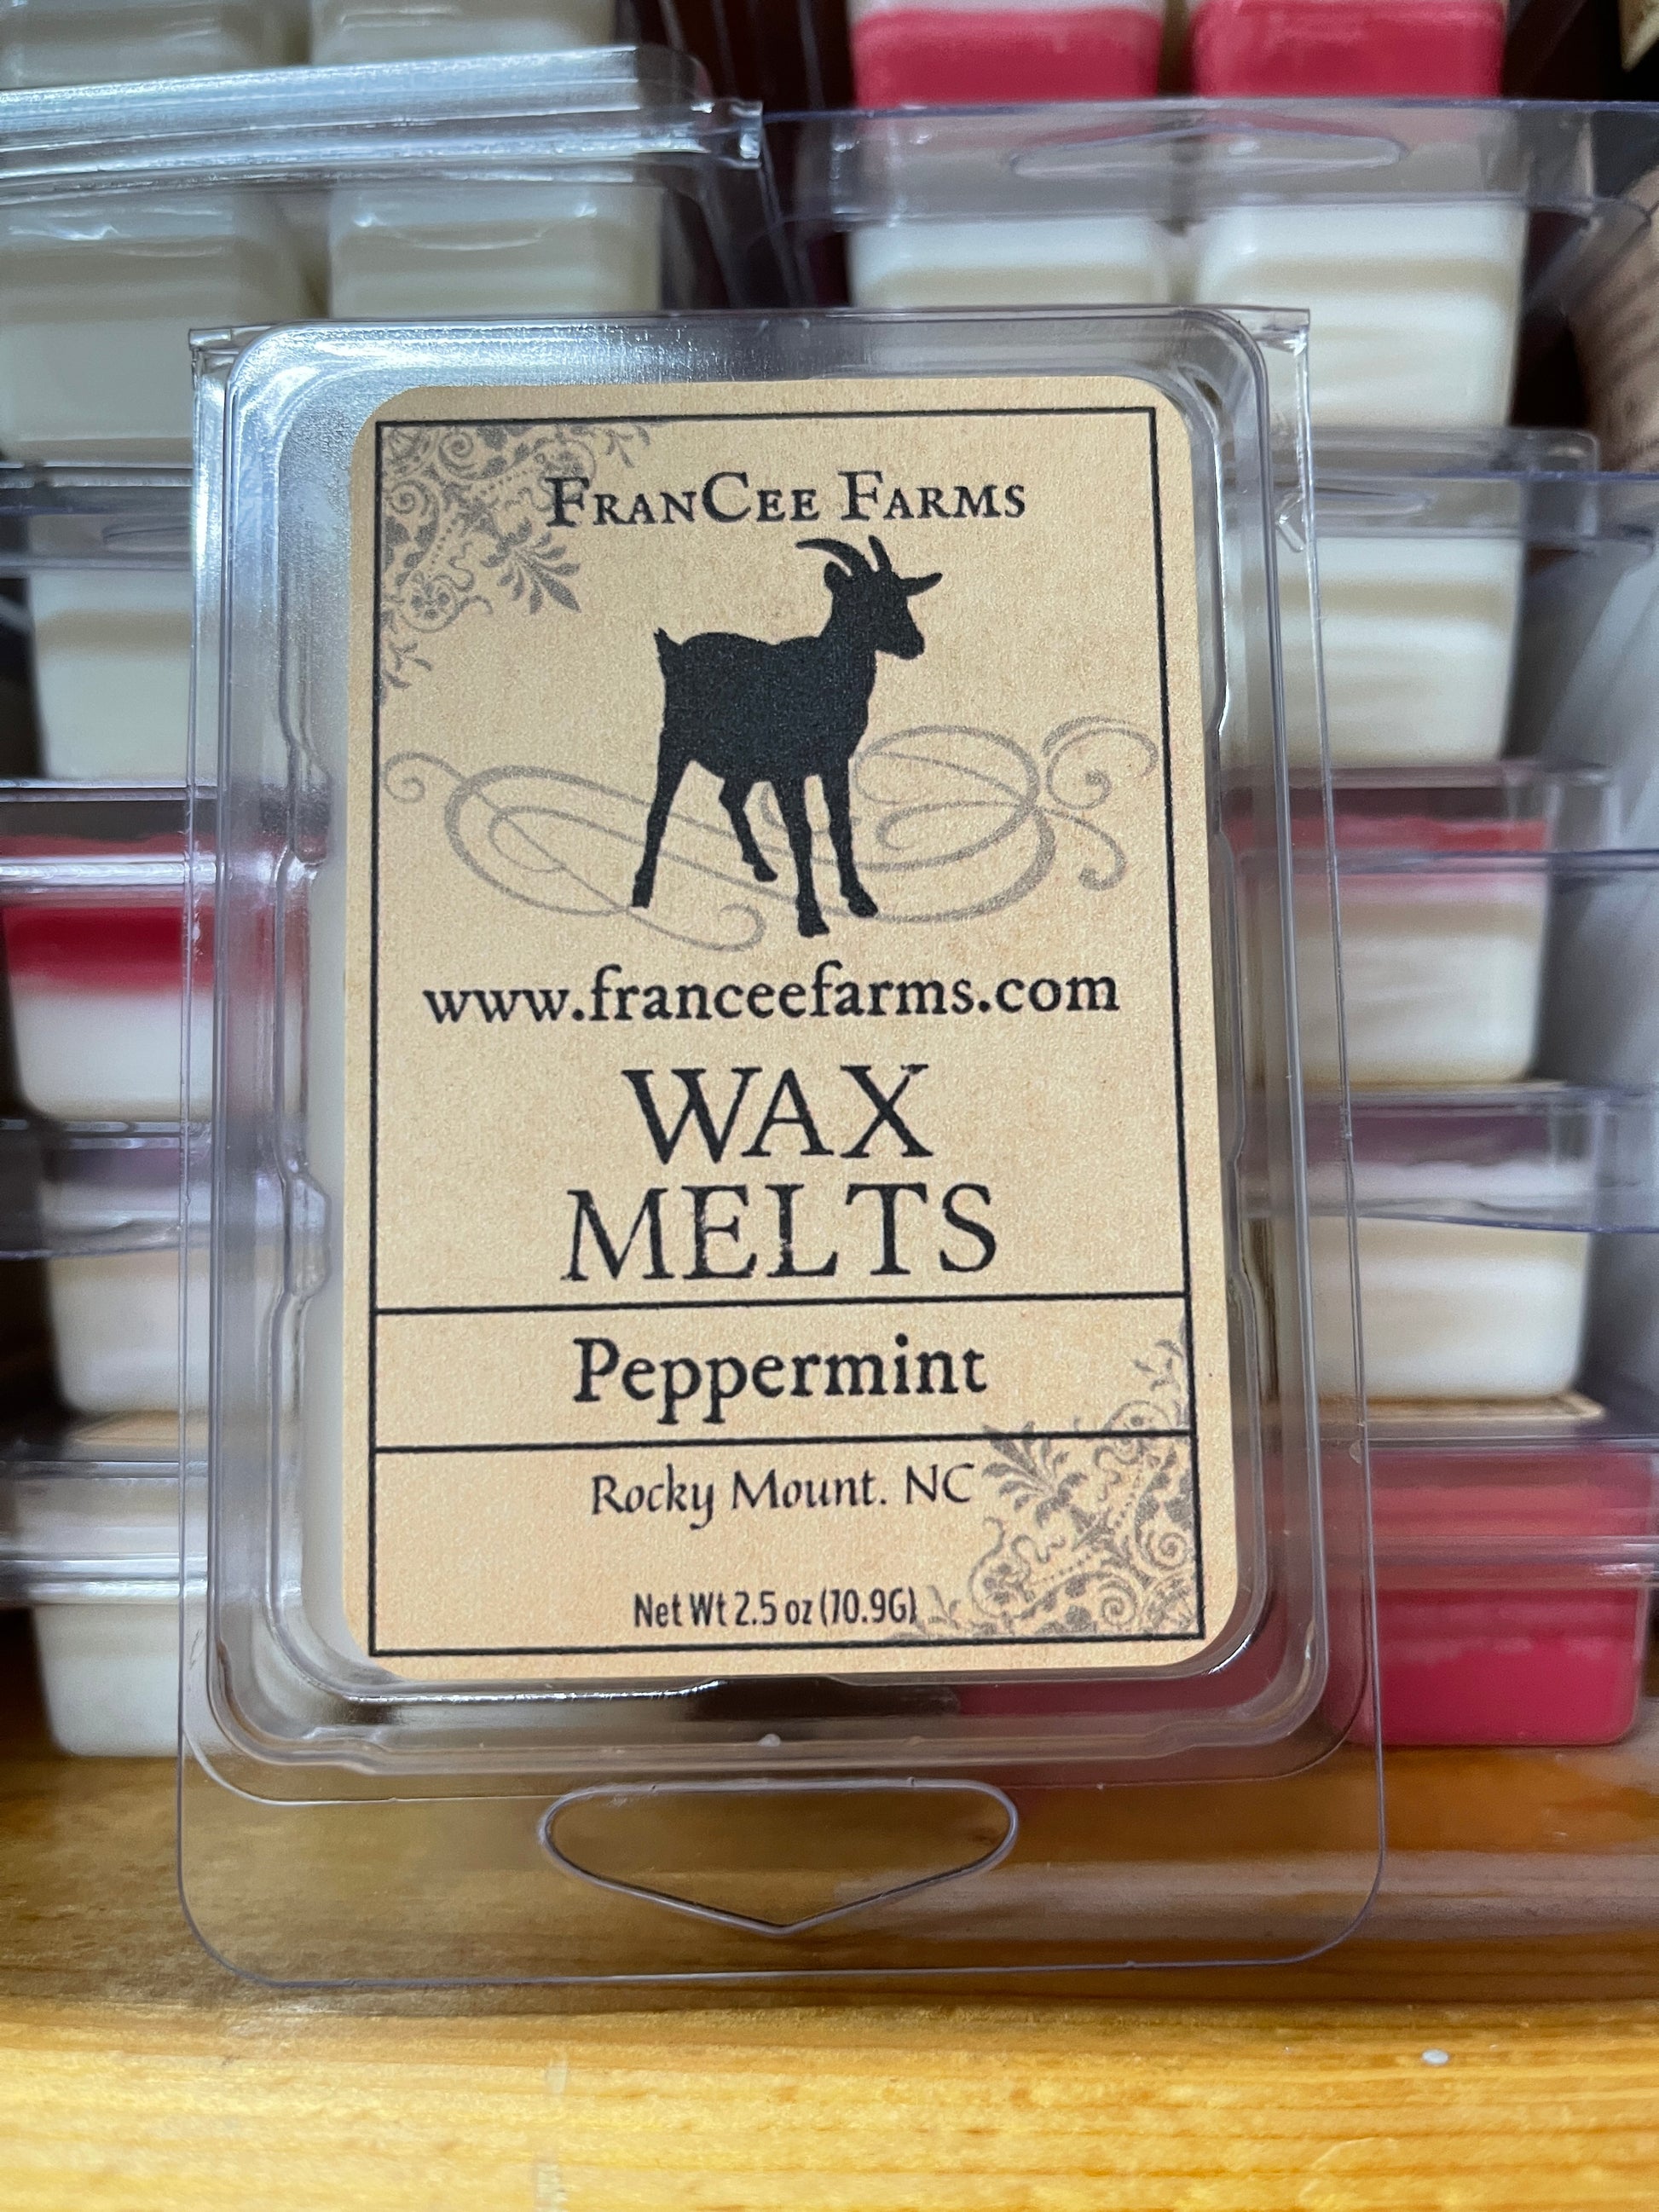 FranCee Farms
www.franceefarms.com
WAX
MELTS
Peppermint
Rocky Mount. NC
Net Wt 2.5 oz (70.9G)